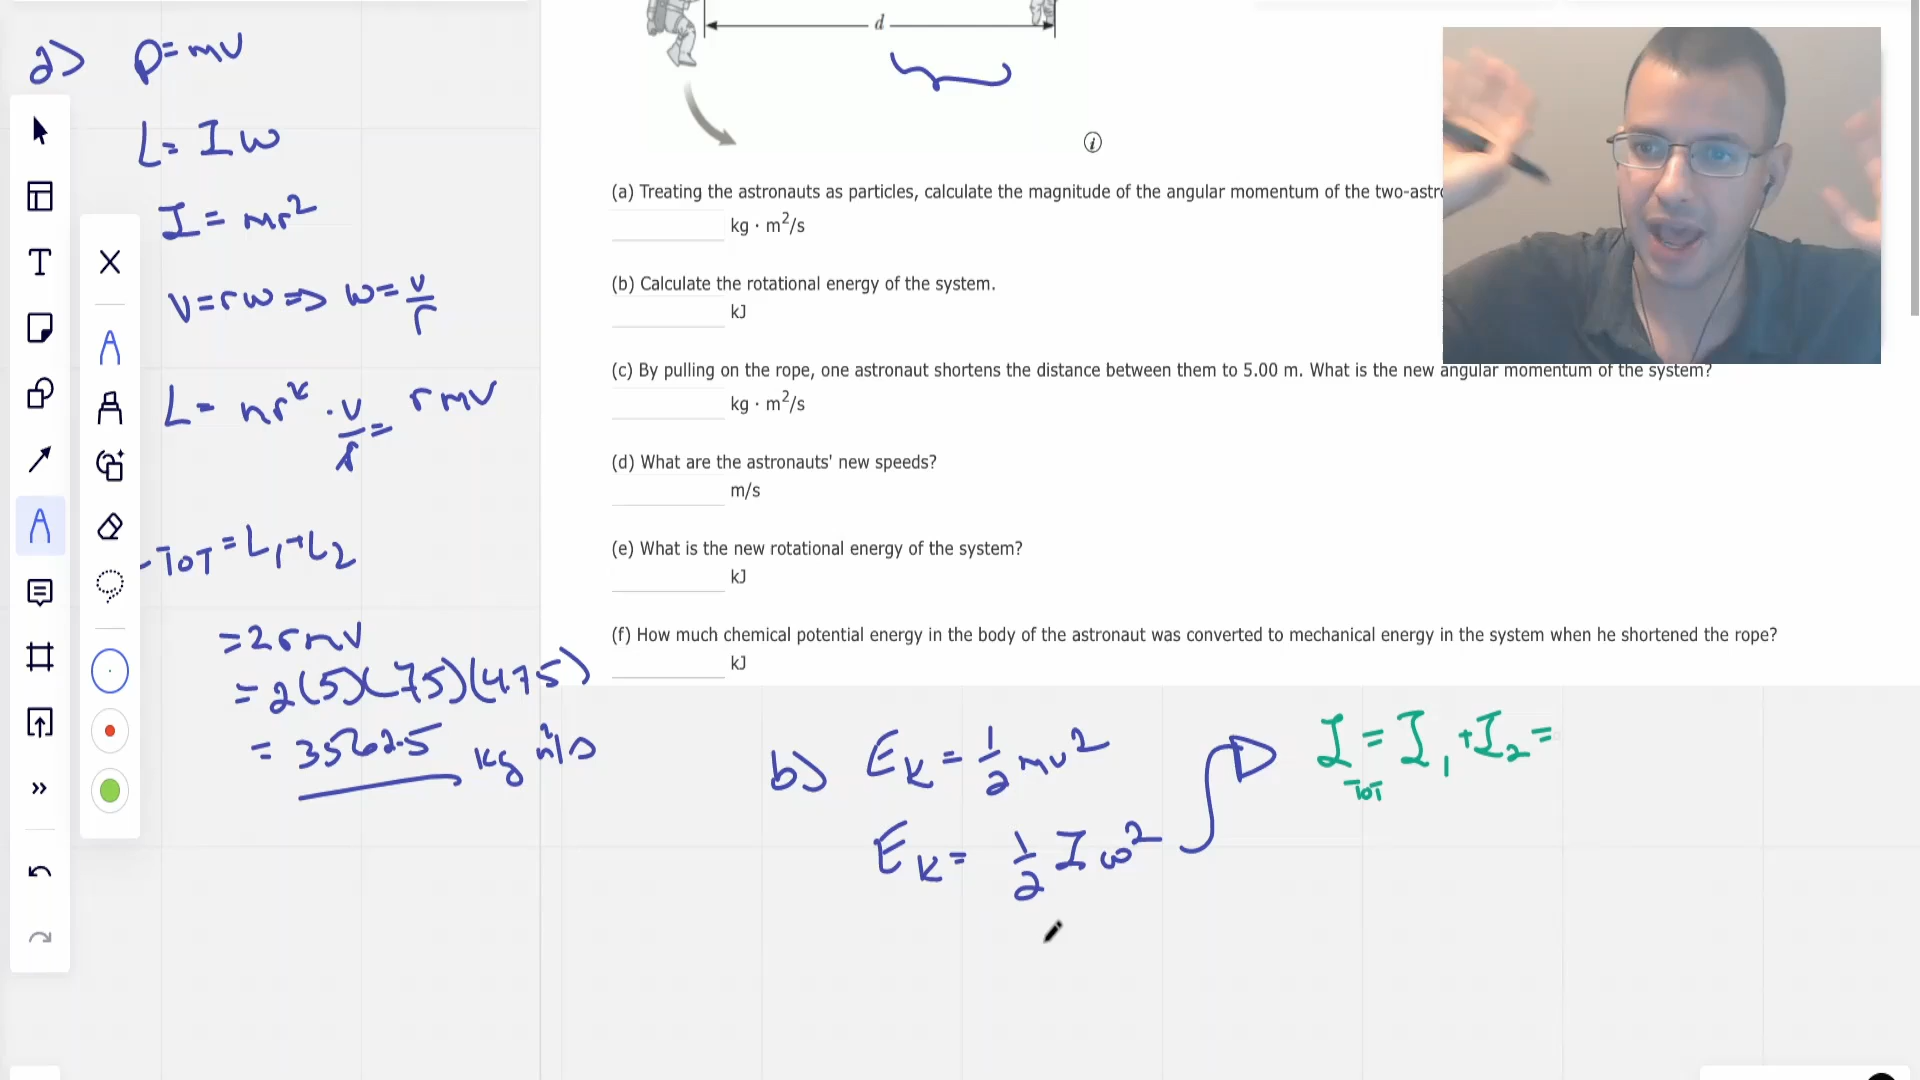 a) P=mv
L= Iω
I = mr²
v=rω => ω=v/r
L= mr² · v/r = rmv
TOT = L₁+L₂
=2rmv
=2(5)(75)(4.75)
= 3562.5 kg m²/s
d
(a) Treating the astronauts as particles, calculate the magnitude of the angular momentum of the two-astro
kg · m²/s
(b) Calculate the rotational energy of the system.
kJ
(c) By pulling on the rope, one astronaut shortens the distance between them to 5.00 m. What is the new angular momentum of the system?
kg · m²/s
(d) What are the astronauts' new speeds?
m/s
(e) What is the new rotational energy of the system?
kJ
(f) How much chemical potential energy in the body of the astronaut was converted to mechanical energy in the system when he shortened the rope?
kJ
b) E_K = 1/2 mv²
E_K = 1/2 Iω²
I_TOT = I₁ + I₂ =